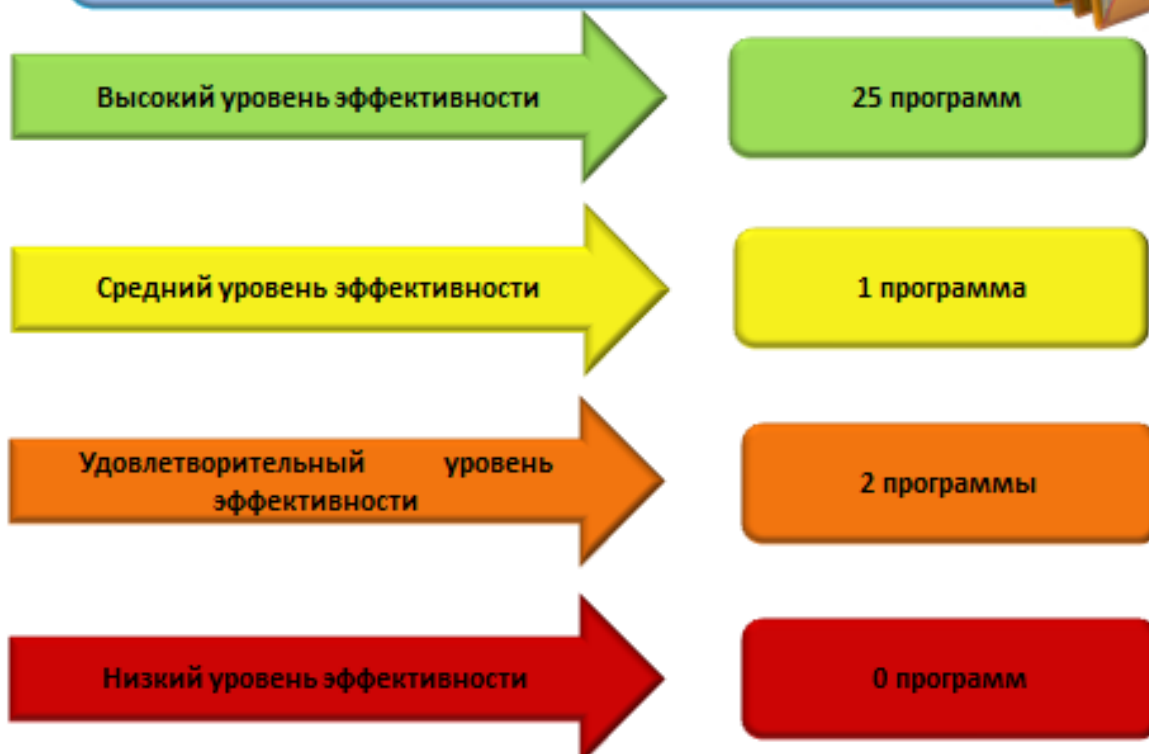 Высокий уровень эффективности
25 программ
Средний уровень эффективности
1 программа
Удовлетворительный уровень
эффективности
2 программы
Низкий уровень эффективности
0 программ